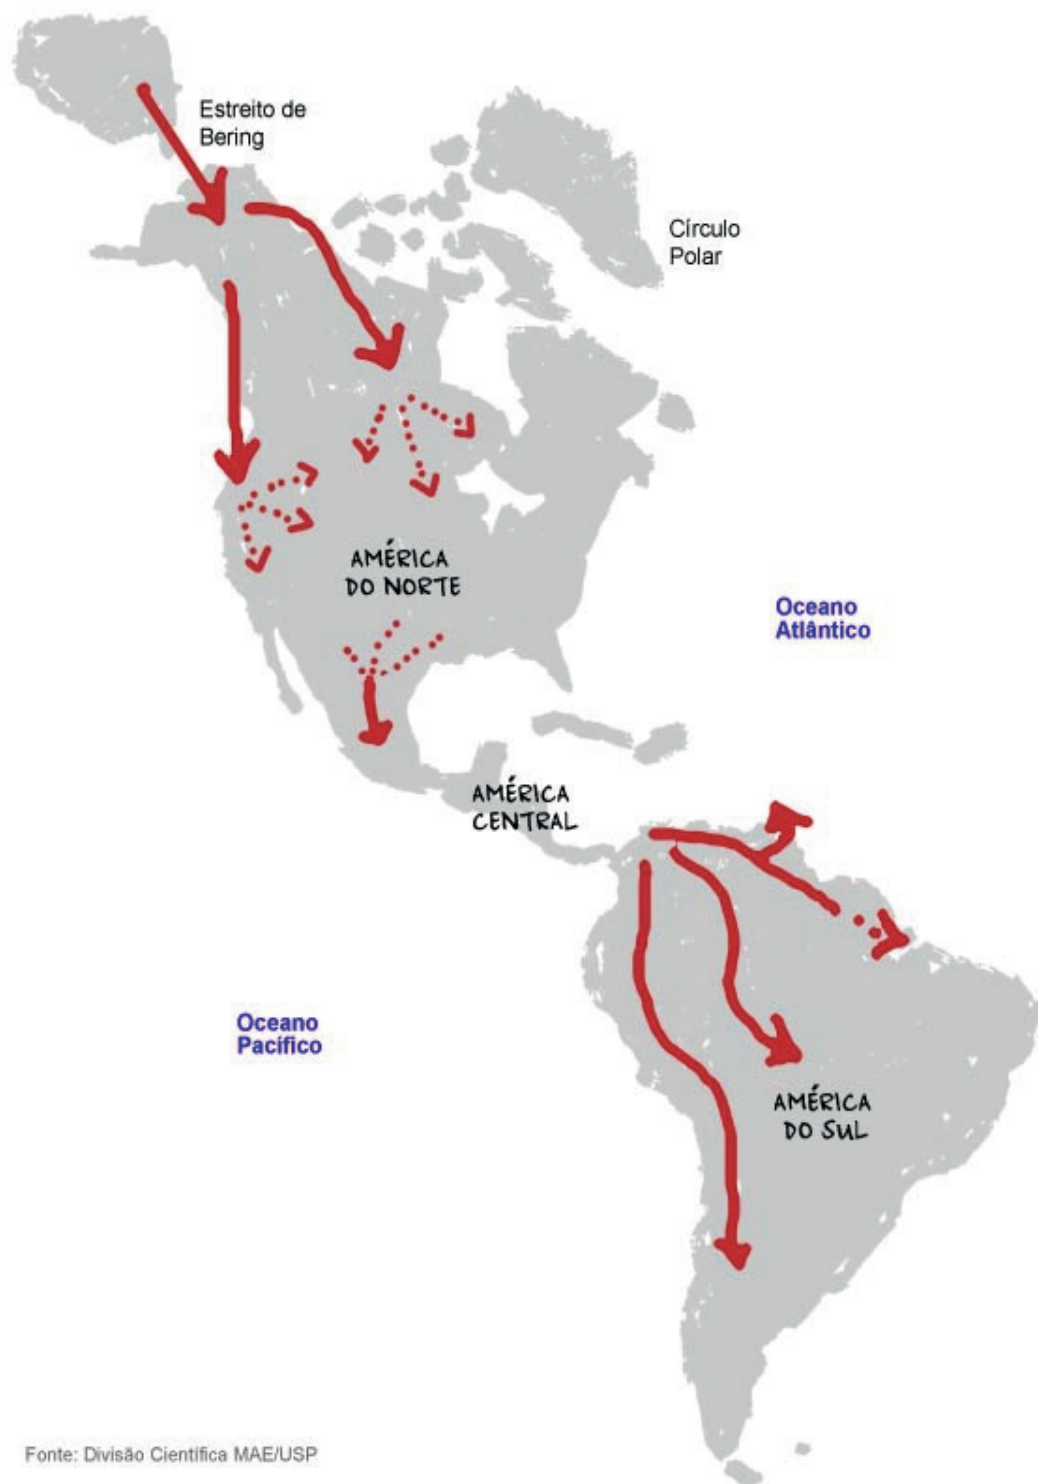 Estreito de
Bering
Círculo
Polar
AMÉRICA
DO NORTE
Oceano
Atlântico
AMÉRICA
CENTRAL
Oceano
Pacífico
AMÉRICA
DO SUL
Fonte: Divisão Científica MAE/USP